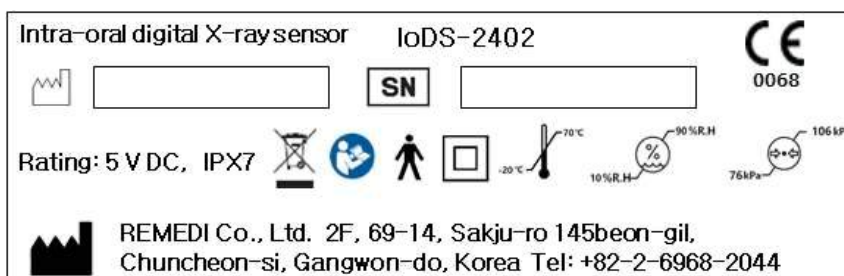 Intra-oral digital X-ray sensor IoDS-2402
CE
0068
SN
Rating: 5 V DC, IPX7
-20℃ 70℃
10%R.H % 90%R.H
76kPa 106kP
REMEDI Co., Ltd. 2F, 69-14, Sakju-ro 145beon-gil,
Chuncheon-si, Gangwon-do, Korea Tel: +82-2-6968-2044